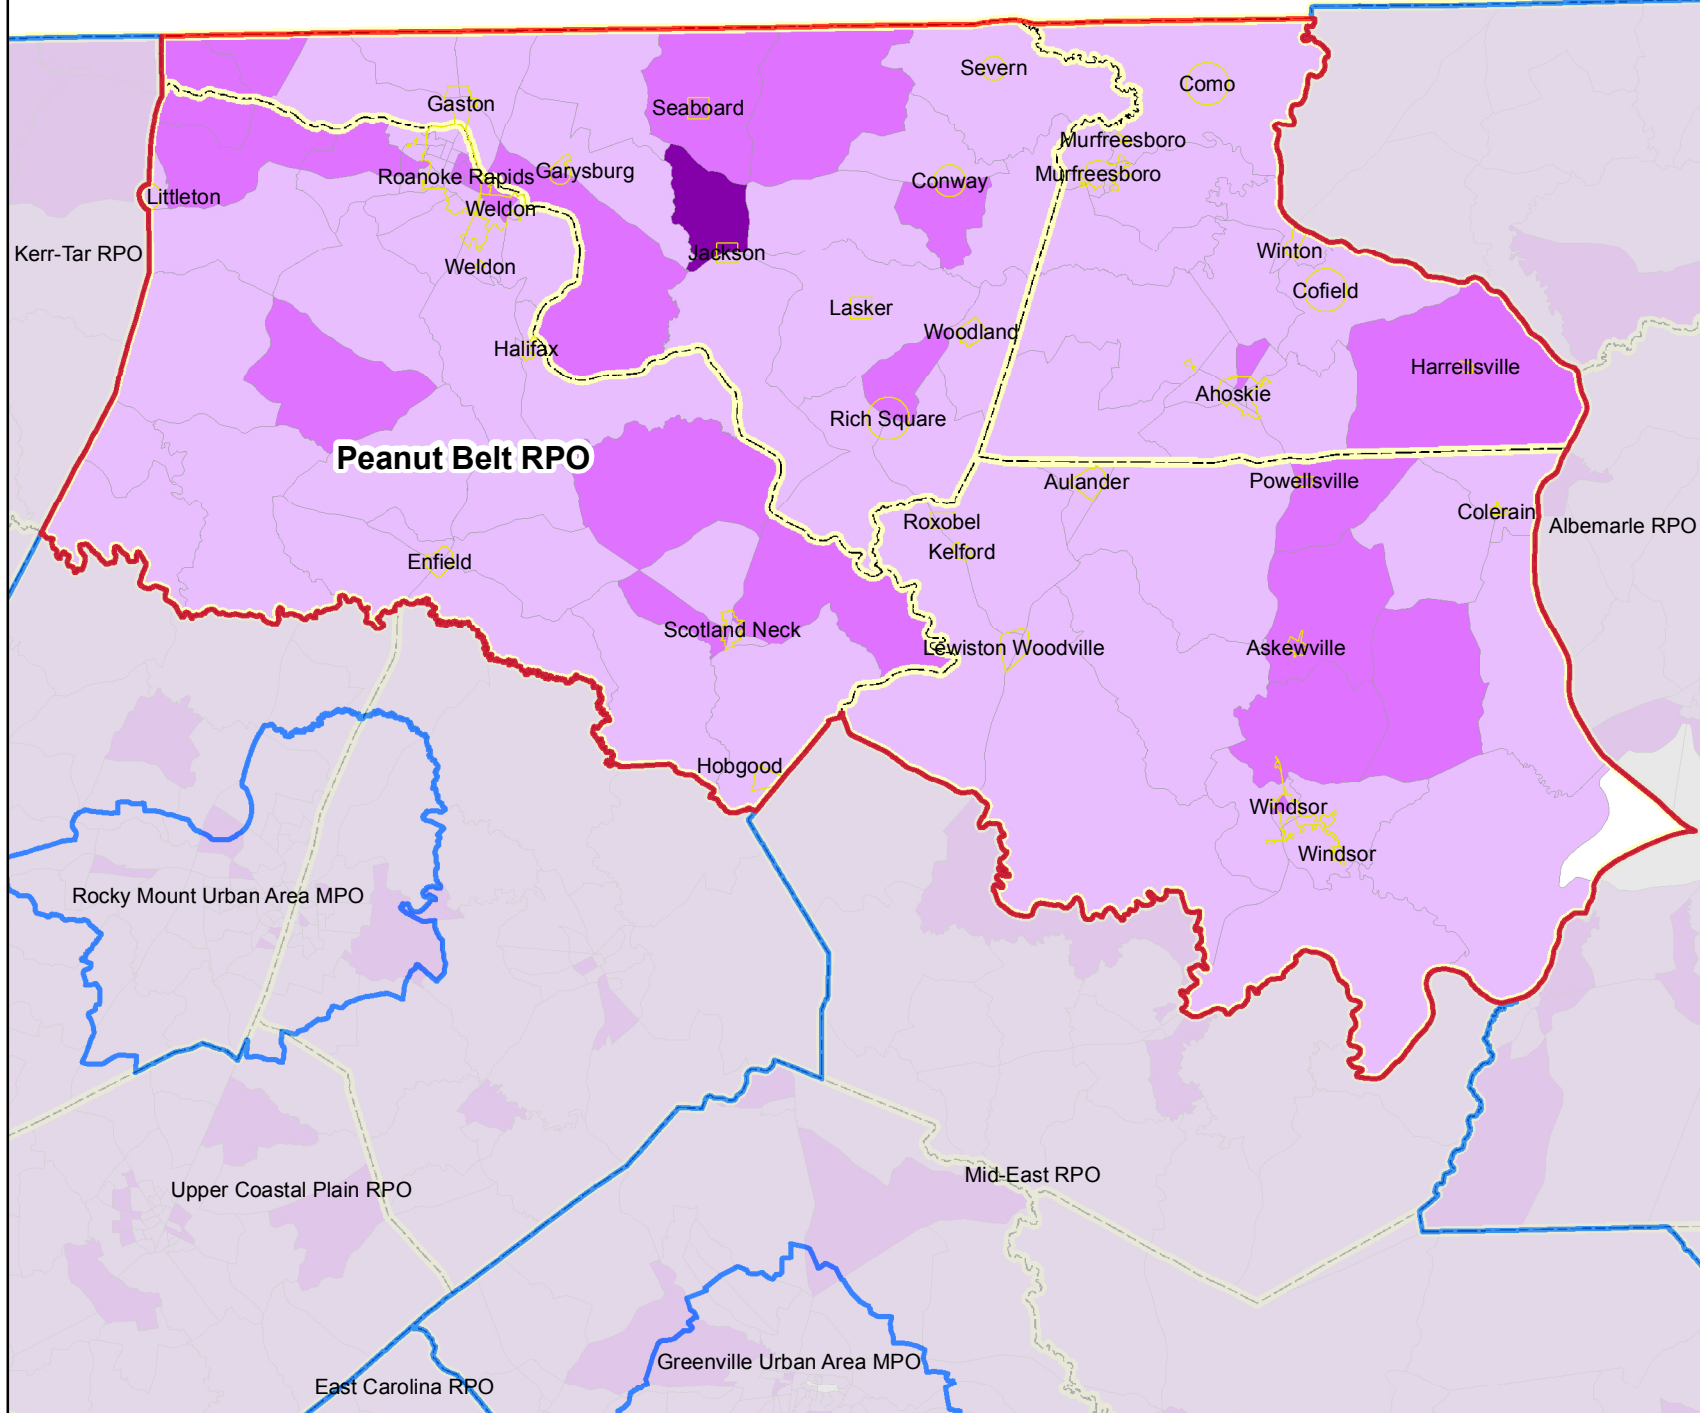 Severn
Como
Gaston
Seaboard
Murfreesboro
Roanoke Rapids
Garysburg
Conway
Murfreesboro
Littleton
Weldon
Kerr-Tar RPO
Weldon
Jackson
Winton
Cofield
Lasker
Woodland
Halifax
Harrellsville
Ahoskie
Rich Square
Peanut Belt RPO
Aulander
Powellsville
Colerain
Roxobel
Albemarle RPO
Kelford
Enfield
Scotland Neck
Lewiston Woodville
Askewville
Hobgood
Windsor
Windsor
Rocky Mount Urban Area MPO
Mid-East RPO
Upper Coastal Plain RPO
Greenville Urban Area MPO
East Carolina RPO